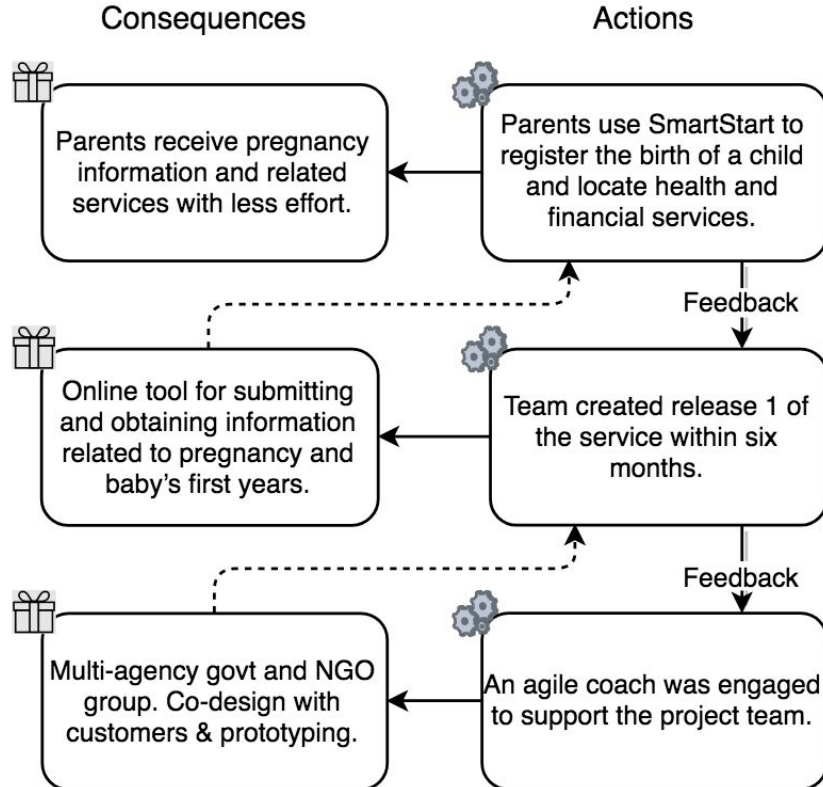 Consequences
Actions
Parents receive pregnancy
information and related
services with less effort.
Parents use SmartStart to
register the birth of a child
and locate health and
financial services.
Feedback
Online tool for submitting
and obtaining information
related to pregnancy and
baby's first years.
Team created release 1 of
the service within six
months.
Feedback
Multi-agency govt and NGO
group. Co-design with
customers & prototyping.
An agile coach was engaged
to support the project team.